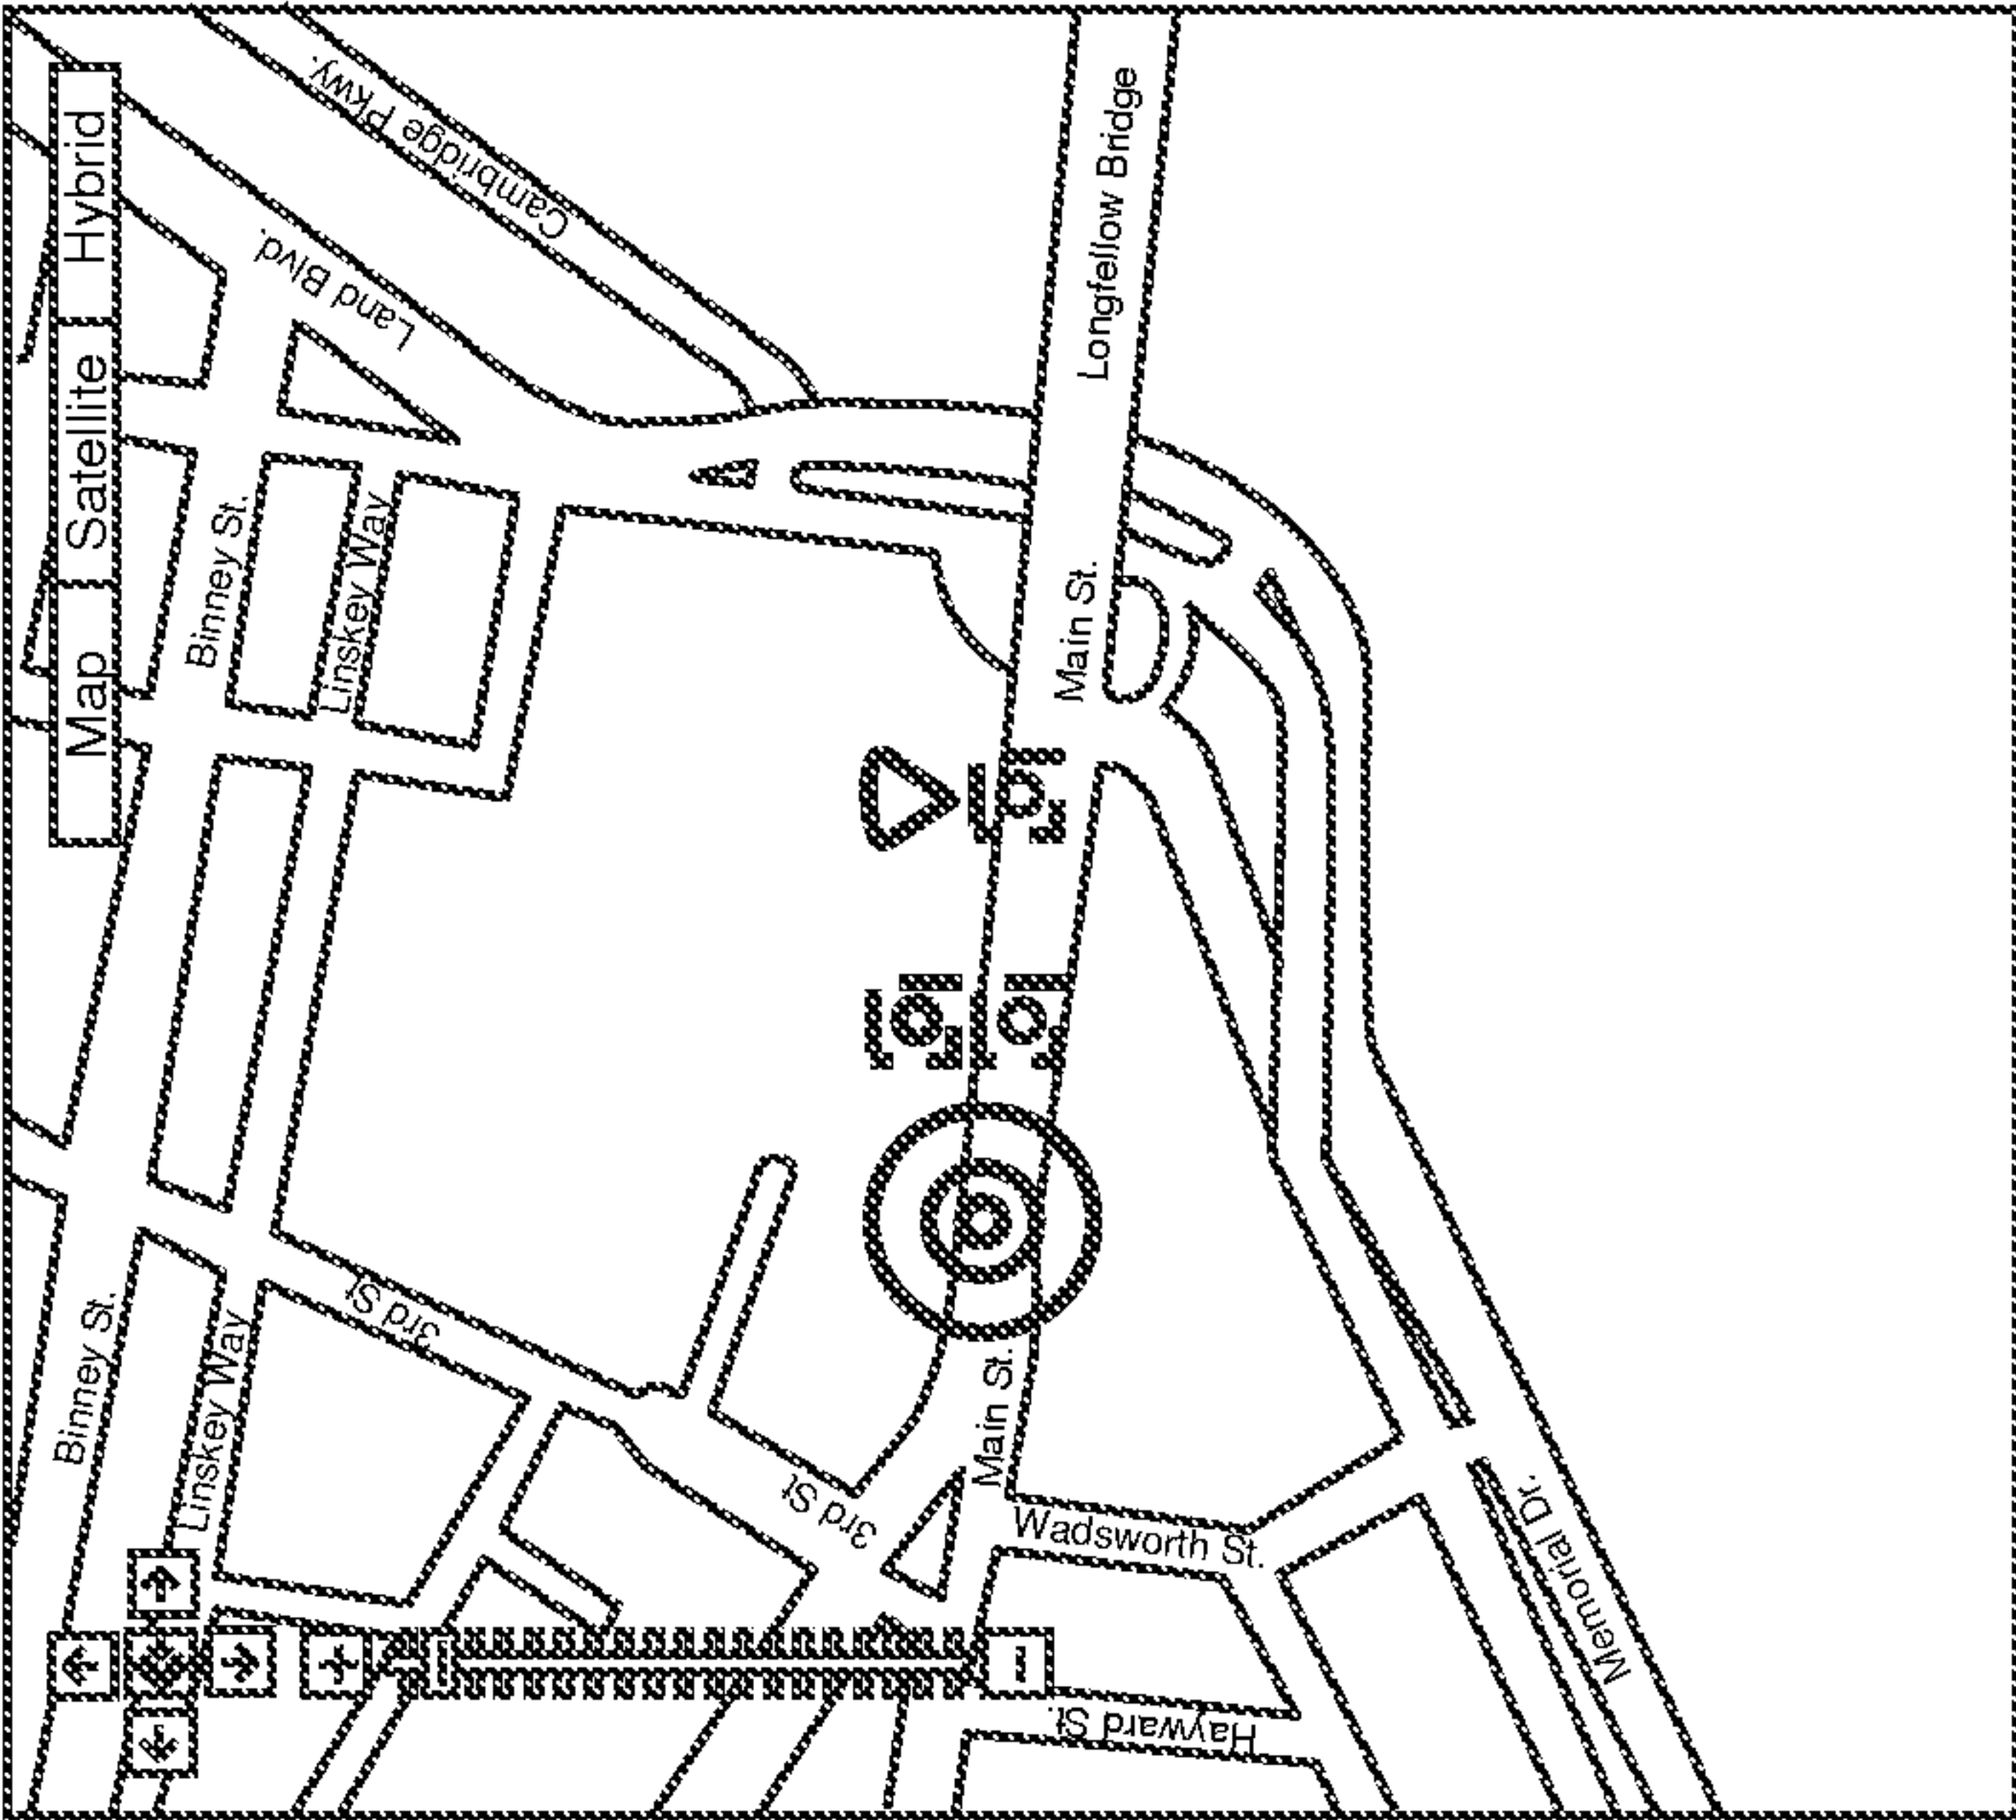 Map
Satellite
Hybrid
Cambridge Pkwy.
Land Blvd.
Longfellow Bridge
Binney St.
Linskey Way
Main St.
Binney St.
Linskey Way
3rd St
3rd St
Main St.
Wadsworth St.
Memorial Dr.
Hayward St.